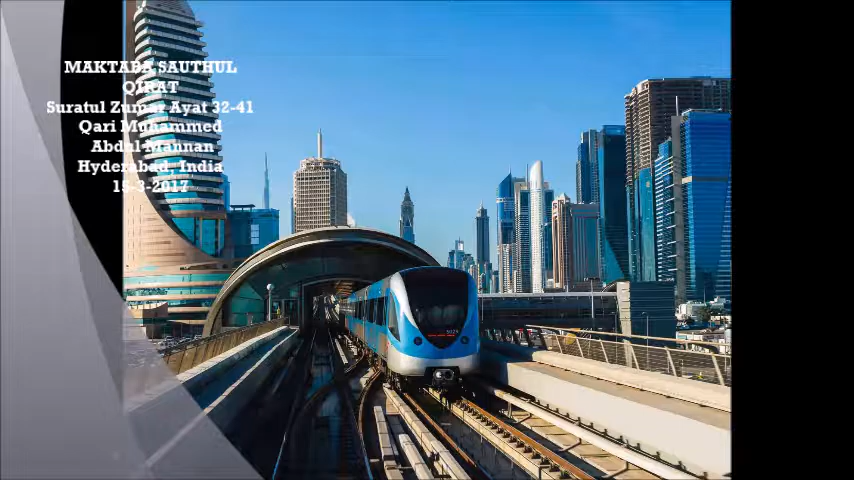 MAKTABA SAUTHUL
QIRAT
Suratul Zumar Ayat 32-41
Qari Muhammed
Abdul Mannan
Hyderabad, India
15-3-2017